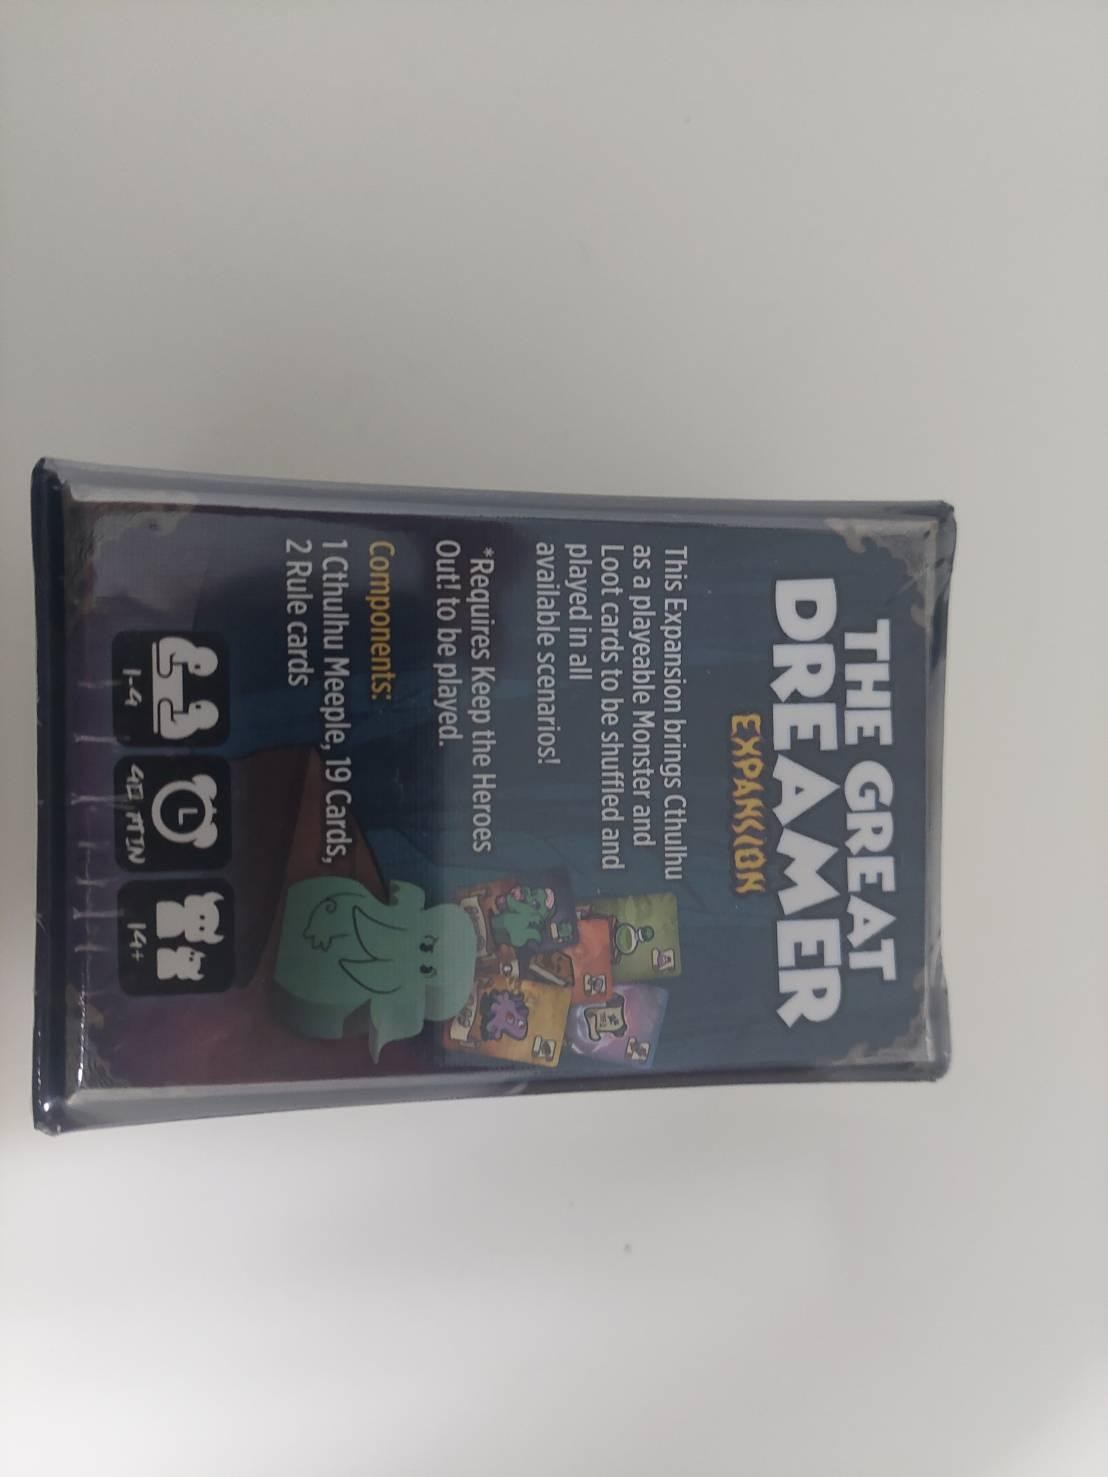 THE GREAT
DREAMER
EXPANSION
This Expansion brings Cthulhu
as a playeable Monster and
Loot cards to be shuffled and
played in all
available scenarios!
*Requires Keep the Heroes
Out! to be played.
Components:
1 Cthulhu Meeple, 19 Cards,
2 Rule cards
1-4
MIN
14+